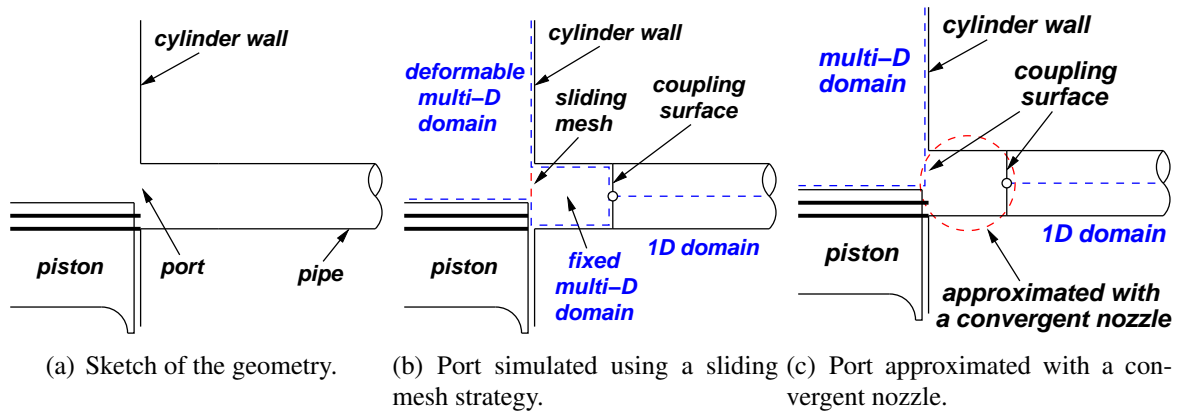 cylinder wall
port
piston
pipe
(a) Sketch of the geometry.
cylinder wall
deformable
multi–D
domain
sliding
mesh
coupling
surface
piston
fixed
multi–D
domain
1D domain
(b) Port simulated using a sliding
mesh strategy.
cylinder wall
multi–D
domain
coupling
surface
piston
1D domain
approximated with
a convergent nozzle
(c) Port approximated with a con-
vergent nozzle.